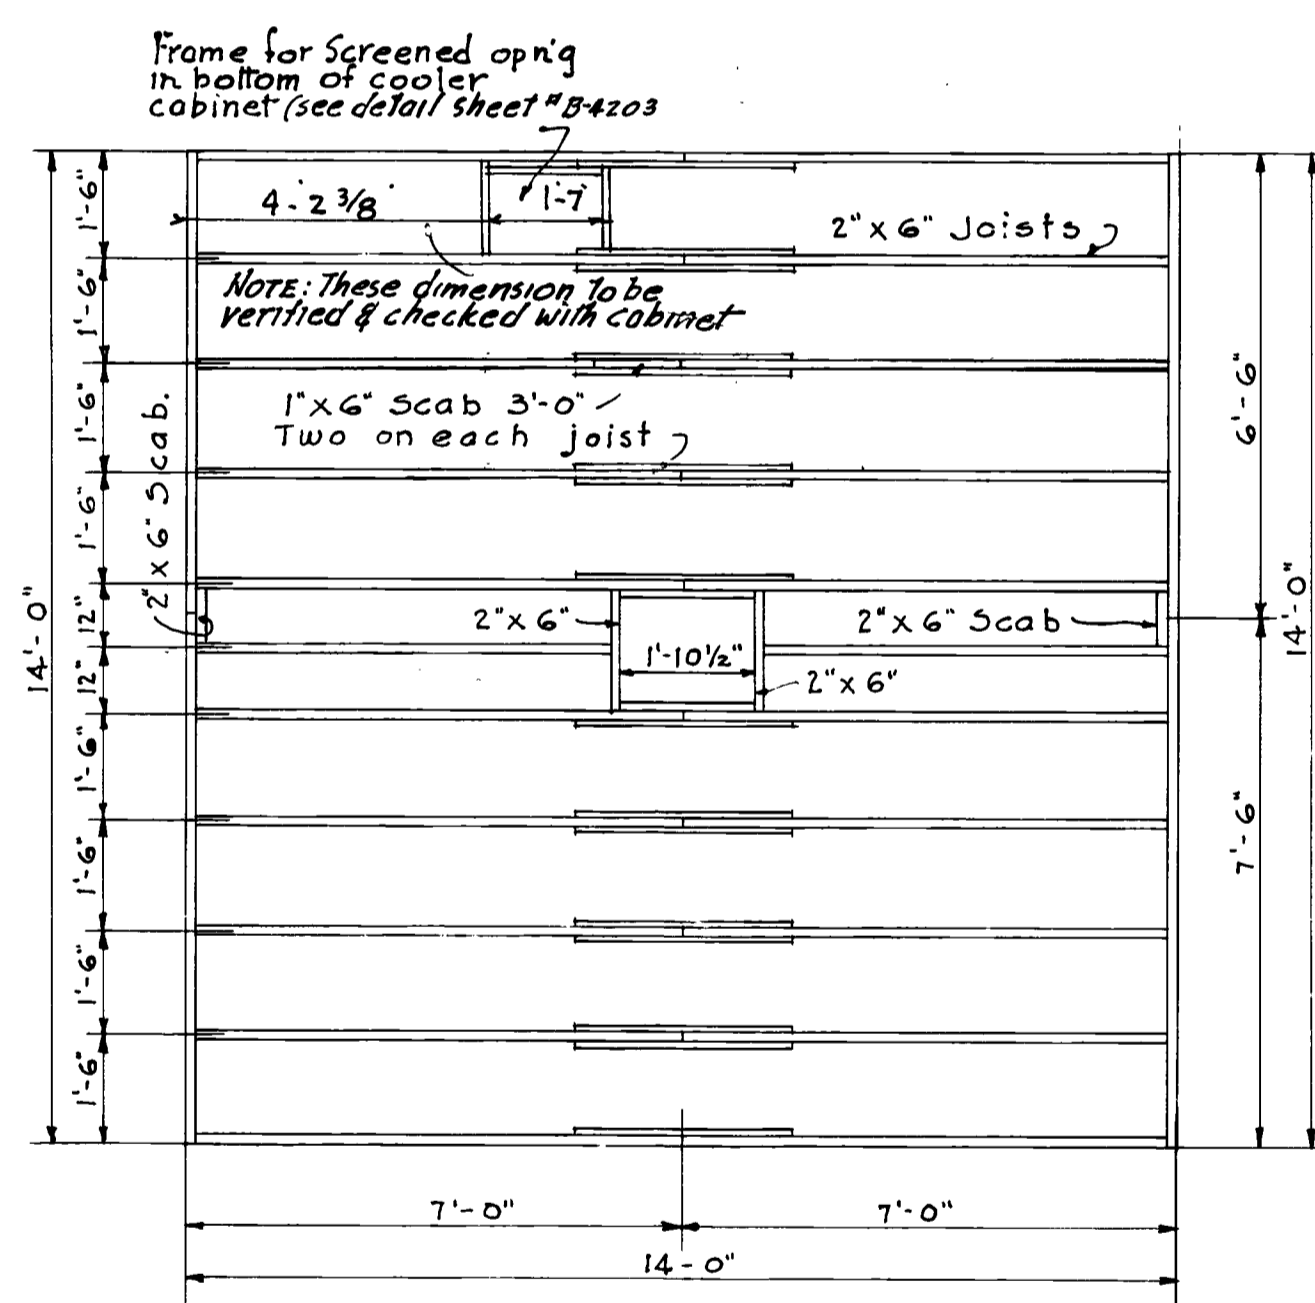 Frame for Screened opn'g
in bottom of cooler
cabinet (see detail sheet #B-4203
1'-6"
4-2 3/8"
1-7
2" x 6" Joists
1'-6"
NOTE: These dimension to be
verified & checked with cabinet
1'-6"
1" x 6" Scab 3'-0"
Two on each joist
6'-6"
2" x 6" Scab.
1'-6"
14'-0"
12"
2" x 6"
2" x 6" Scab
14'-0"
1'-10 1/2"
12"
2" x 6"
1'-6"
7'-6"
1'-6"
1'-6"
1'-6"
7'-0"
7'-0"
14-0"